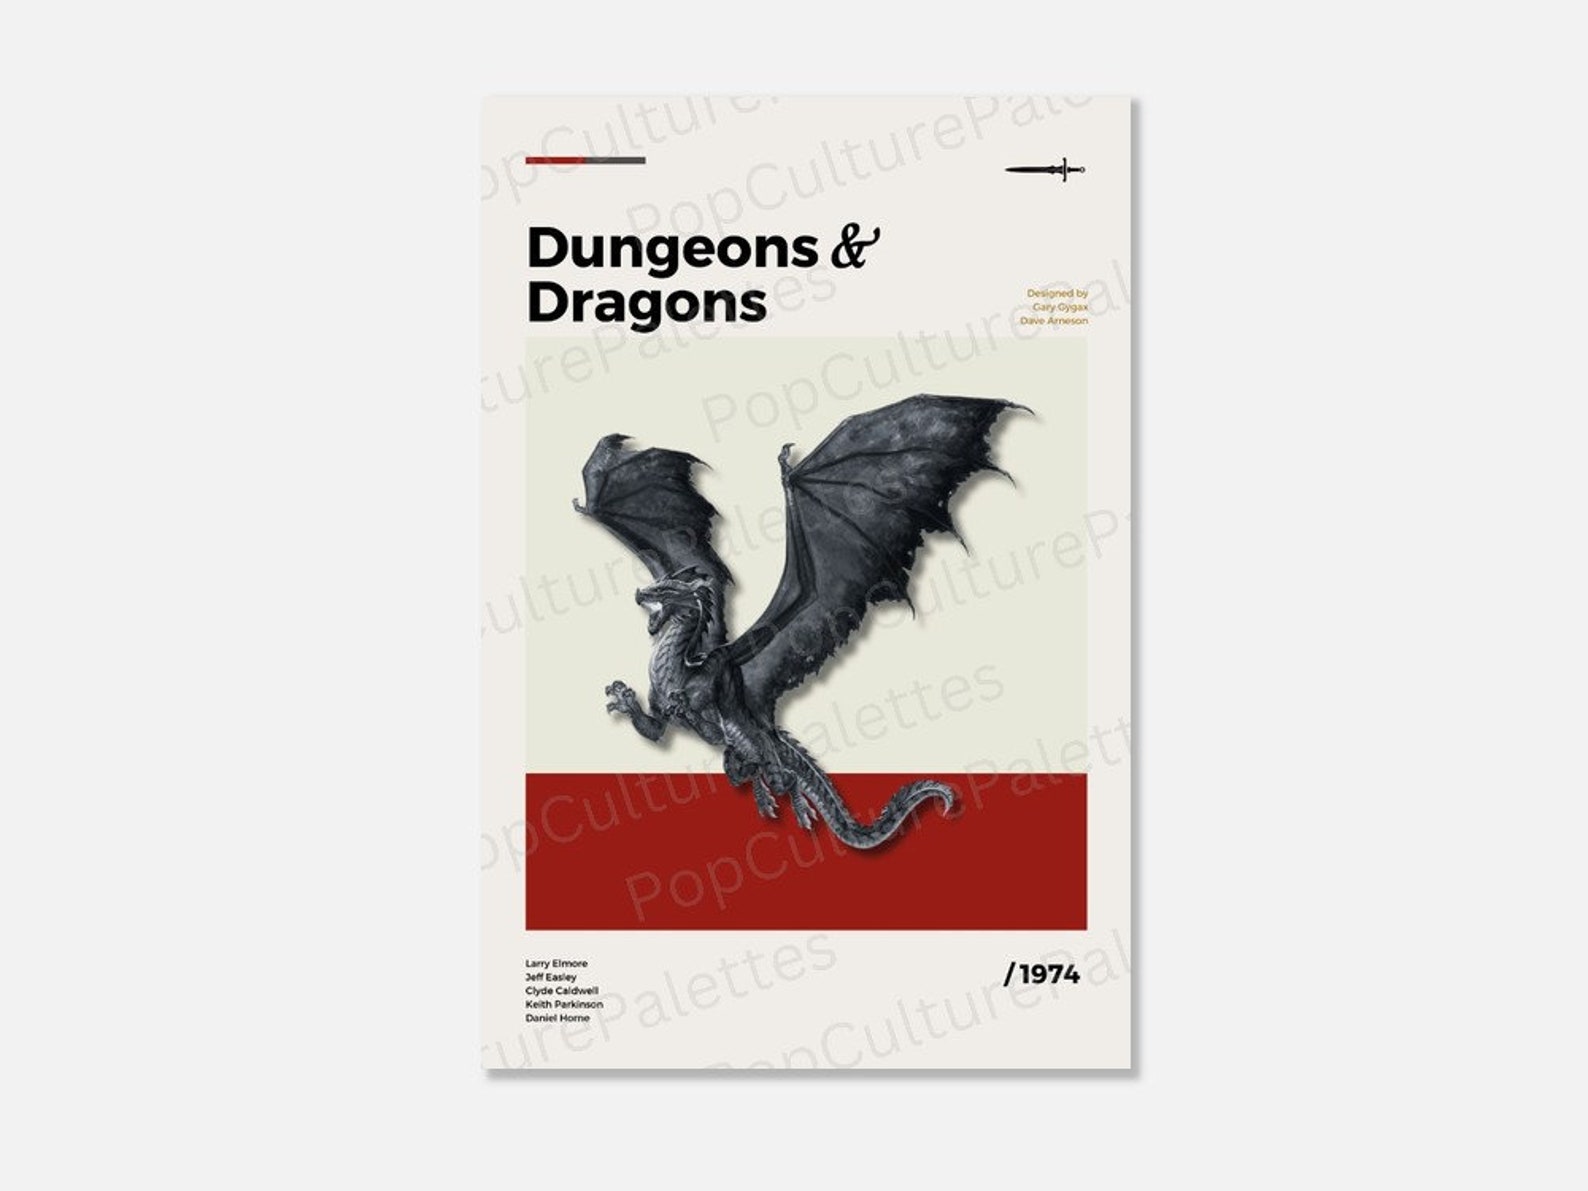 Dungeons &
Dragons
Designed by
Gary Gygax
Dave Arneson
Larry Elmore
Jeff Easley
Clyde Caldwell
Keith Parkinson
Daniel Horne
/1974
PopCulturePalettes